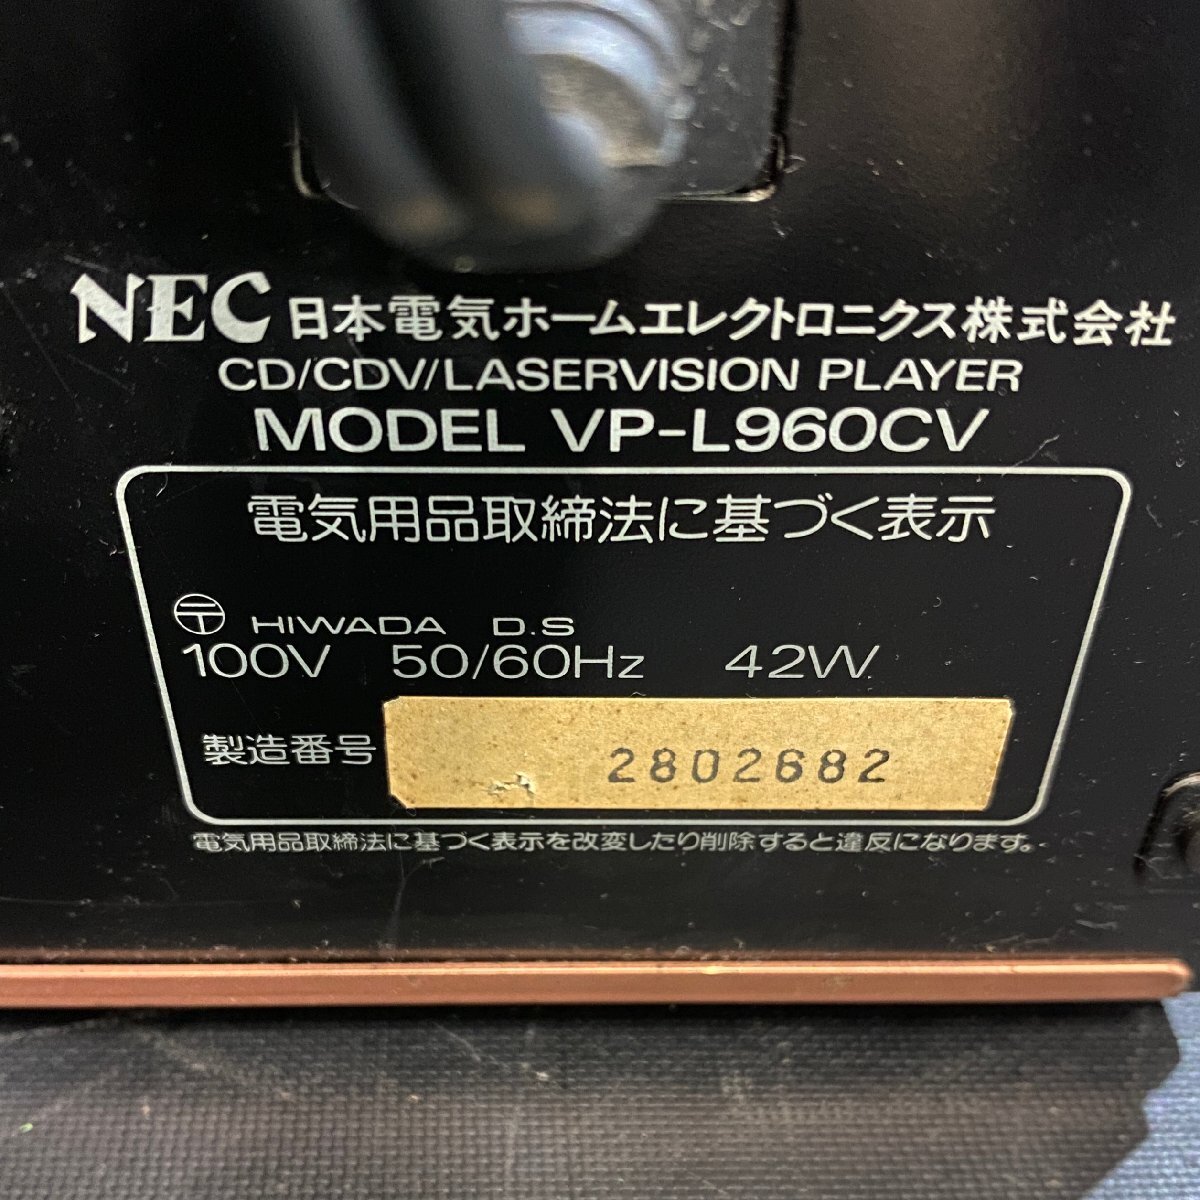 NEC 日本電気ホームエレクトロニクス株式会社
CD/CDV/LASERVISION PLAYER
MODEL VP-L960CV
電気用品取締法に基づく表示
〒 HIWADA D.S
100V 50/60Hz 42W
製造番号 2802682
電気用品取締法に基づく表示を改変したり削除すると違反になります。